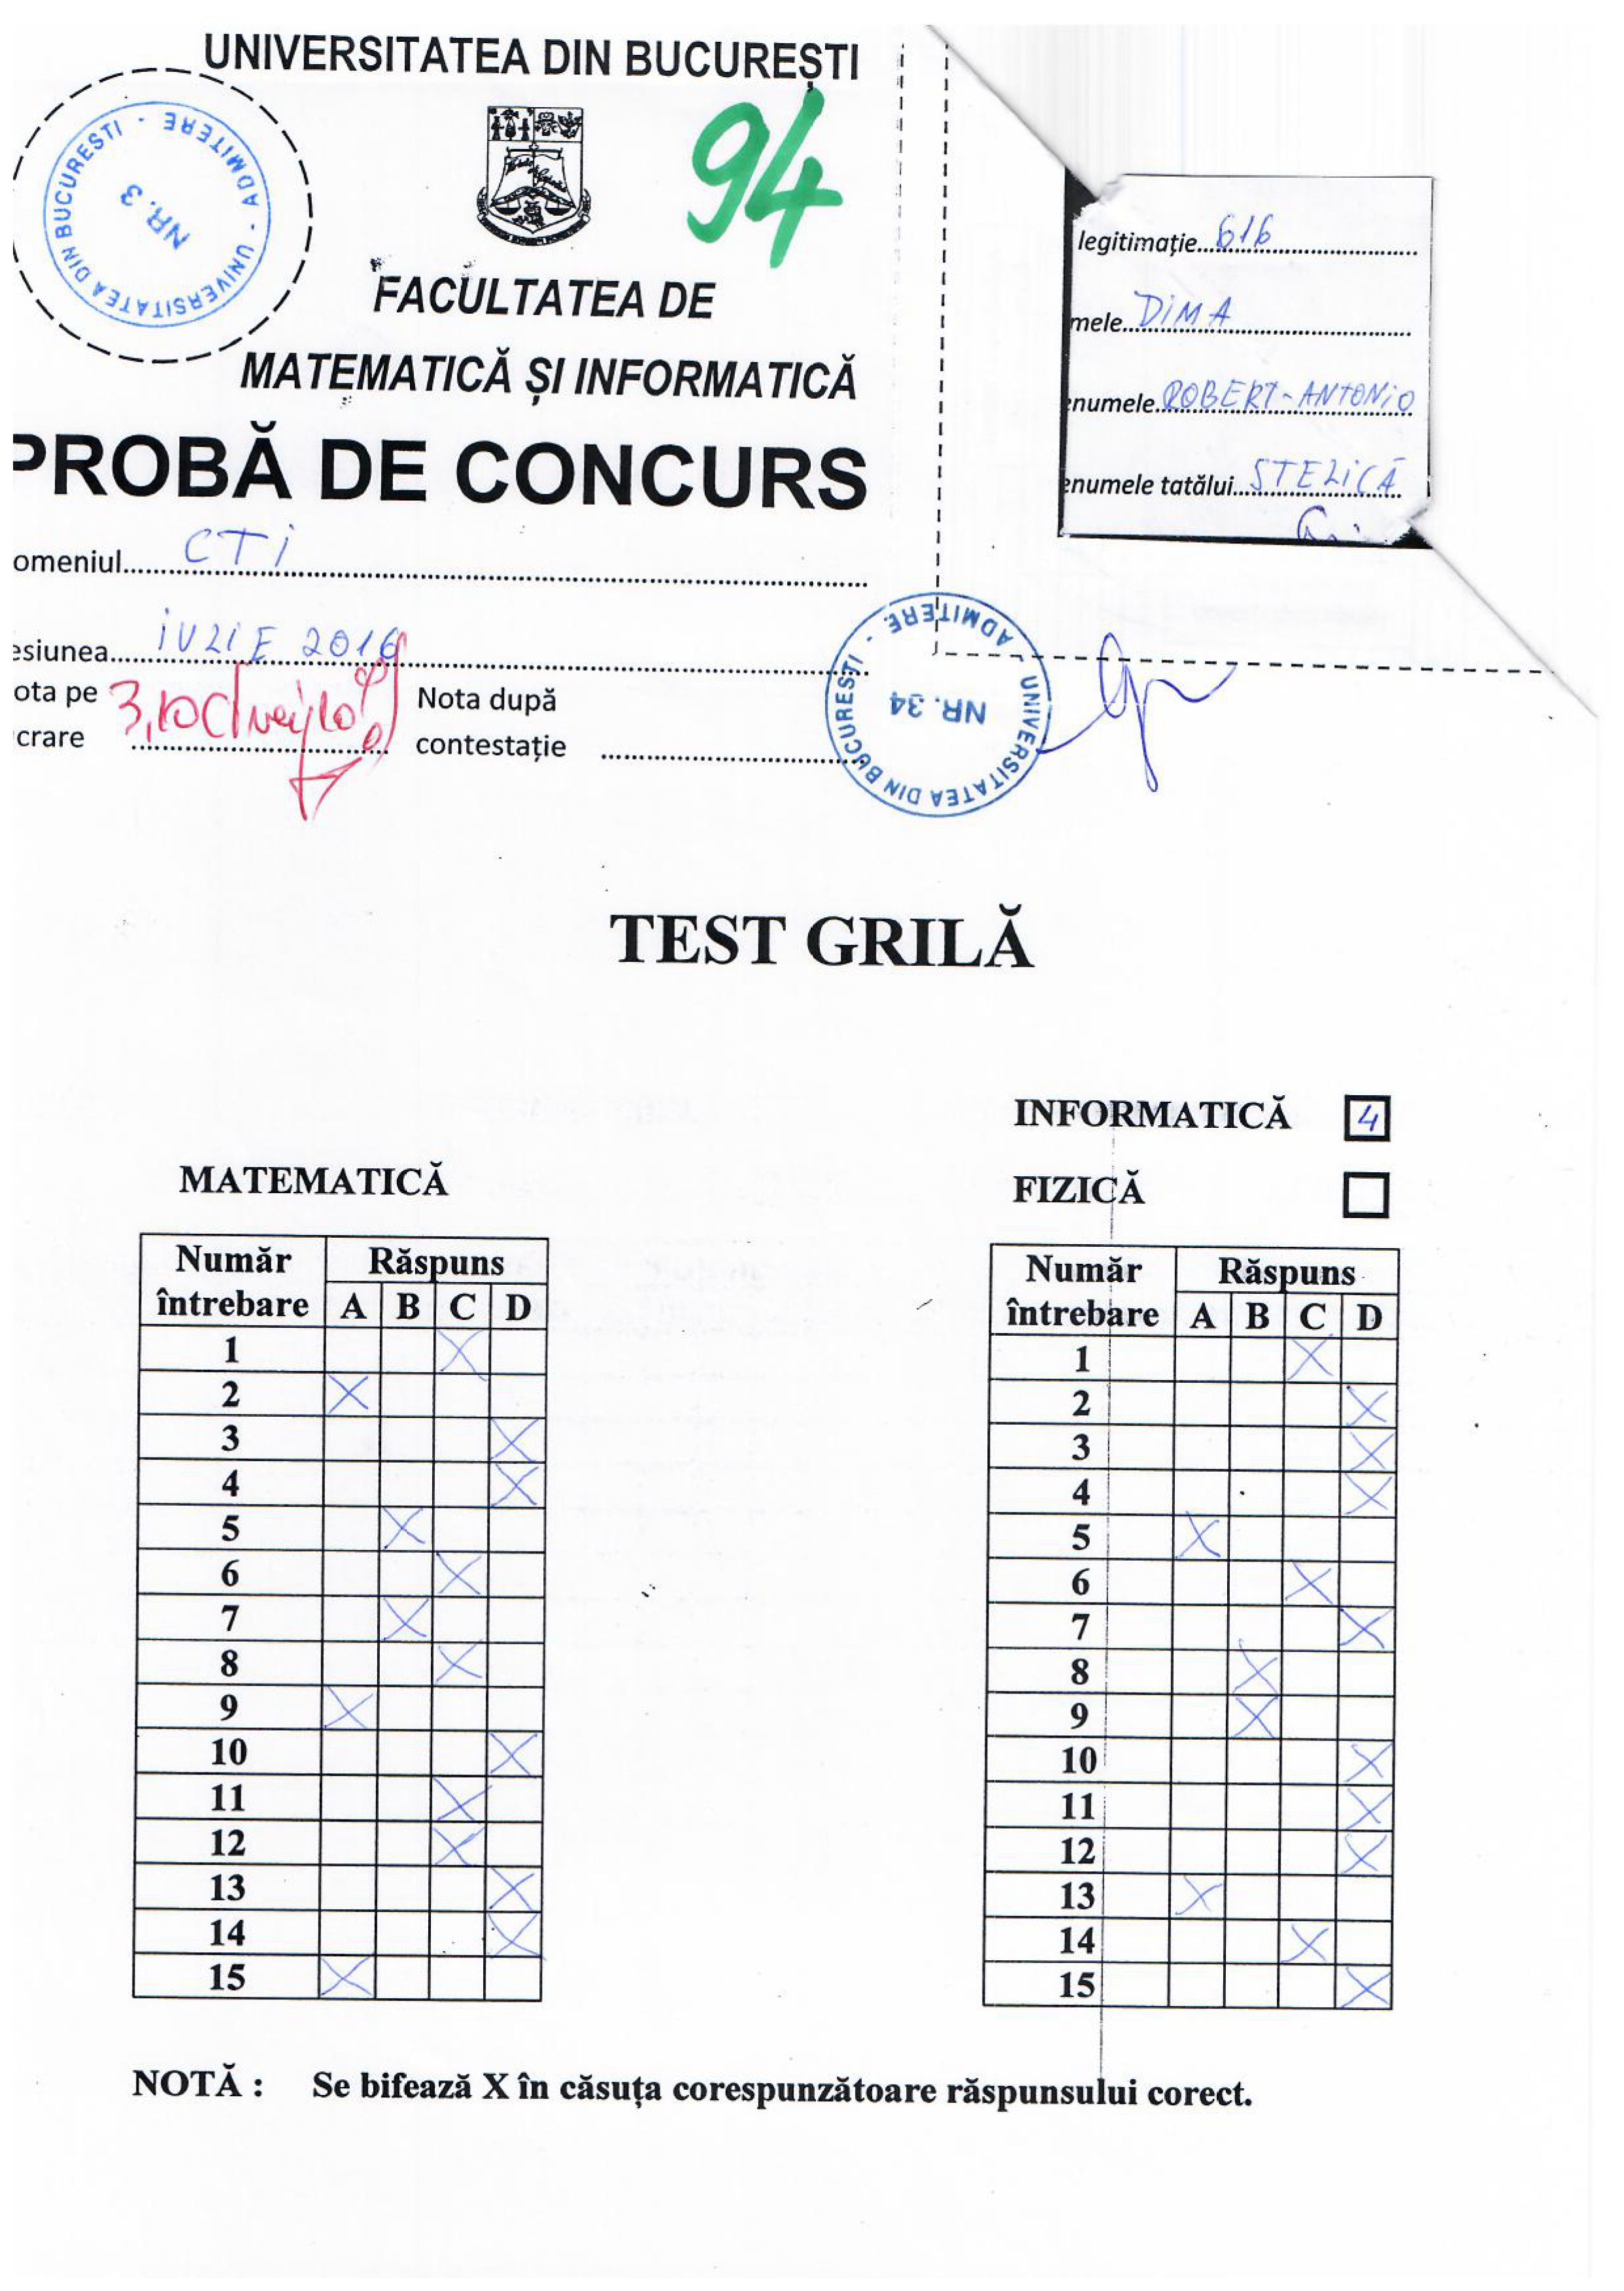 UNIVERSITATEA DIN BUCUREȘTI
94
UNIVERSITATEA DIN BUCURESTI - ADMITERE -
NR. 3
FACULTATEA DE
MATEMATICĂ ȘI INFORMATICĂ
PROBĂ DE CONCURS
omeniul CTi
esiunea iULIE 2016
ota pe
crare
3,10
Nota după
contestație
legitimație 616
mele DiMA
enumele ROBERT-ANTONiO
enumele tatălui STELiCĂ
UNIVERSITATEA DIN BUCURESTI - ADMITERE -
NR. 34
TEST GRILĂ
MATEMATICĂ
Număr întrebare Răspuns
A B C D
1 X
2 X
3 X
4 X
5 X
6 X
7 X
8 X
9 X
10 X
11 X
12 X
13 X
14 X
15 X
INFORMATICĂ 4
FIZICĂ
Număr întrebare Răspuns
A B C D
1 X
2 X
3 X
4 X
5 X
6 X
7 X
8 X
9 X
10 X
11 X
12 X
13 X
14 X
15 X
NOTĂ : Se bifează X în căsuța corespunzătoare răspunsului corect.